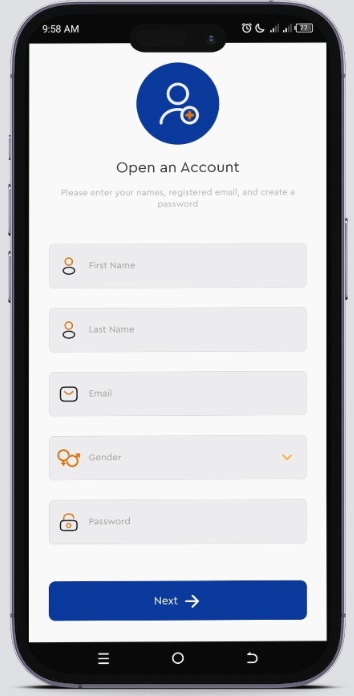 9:58 AM
77
Open an Account
Please enter your names, registered email, and create a
password
First Name
Last Name
Email
Gender
Password
Next